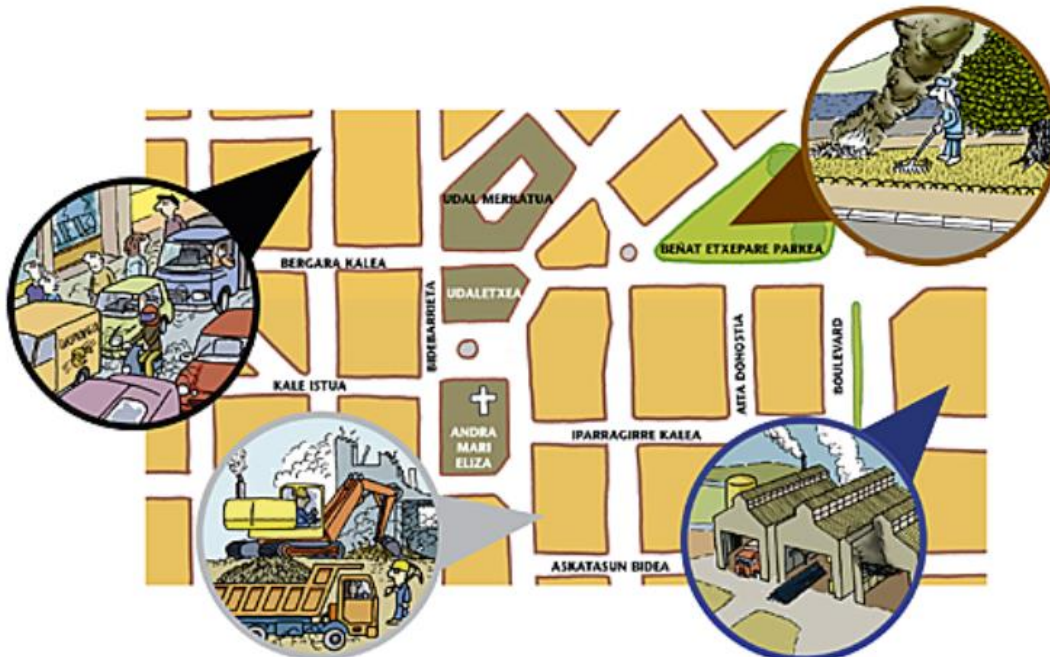 UDAL MERKATUA
BEÑAT ETXEPARE PARKEA
BERGARA KALEA
UDALETXEA
BIDEBARRIETA
KALE ISTUA
AITA DONOSTIA
BOULEVARD
ANDRA
MARI
ELIZA
IPARRAGIRRE KALEA
ASKATASUN BIDEA